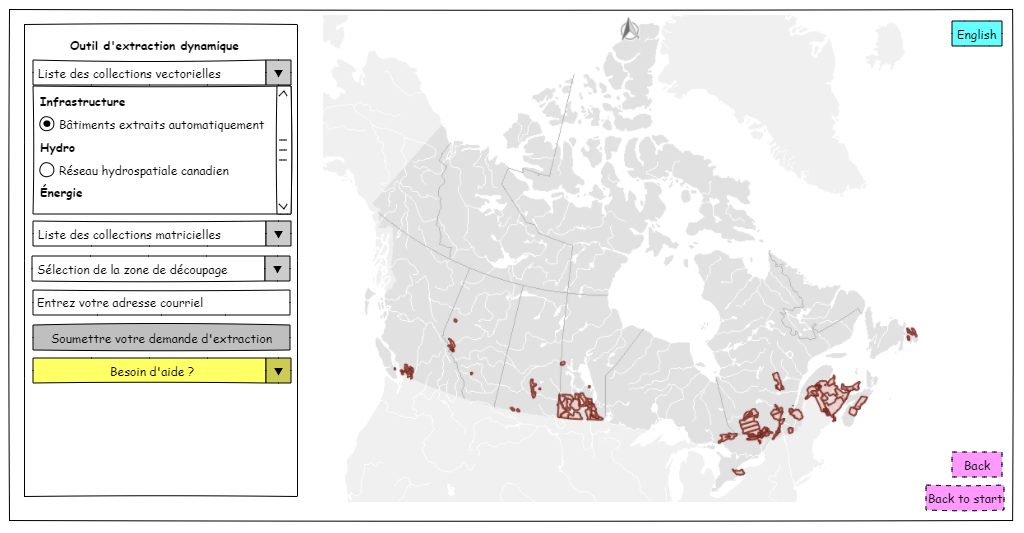 Outil d'extraction dynamique
Liste des collections vectorielles
Infrastructure
Bâtiments extraits automatiquement
Hydro
Réseau hydrospatiale canadien
Énergie
Liste des collections matricielles
Sélection de la zone de découpage
Entrez votre adresse courriel
Soumettre votre demande d'extraction
Besoin d'aide ?
English
Back
Back to start